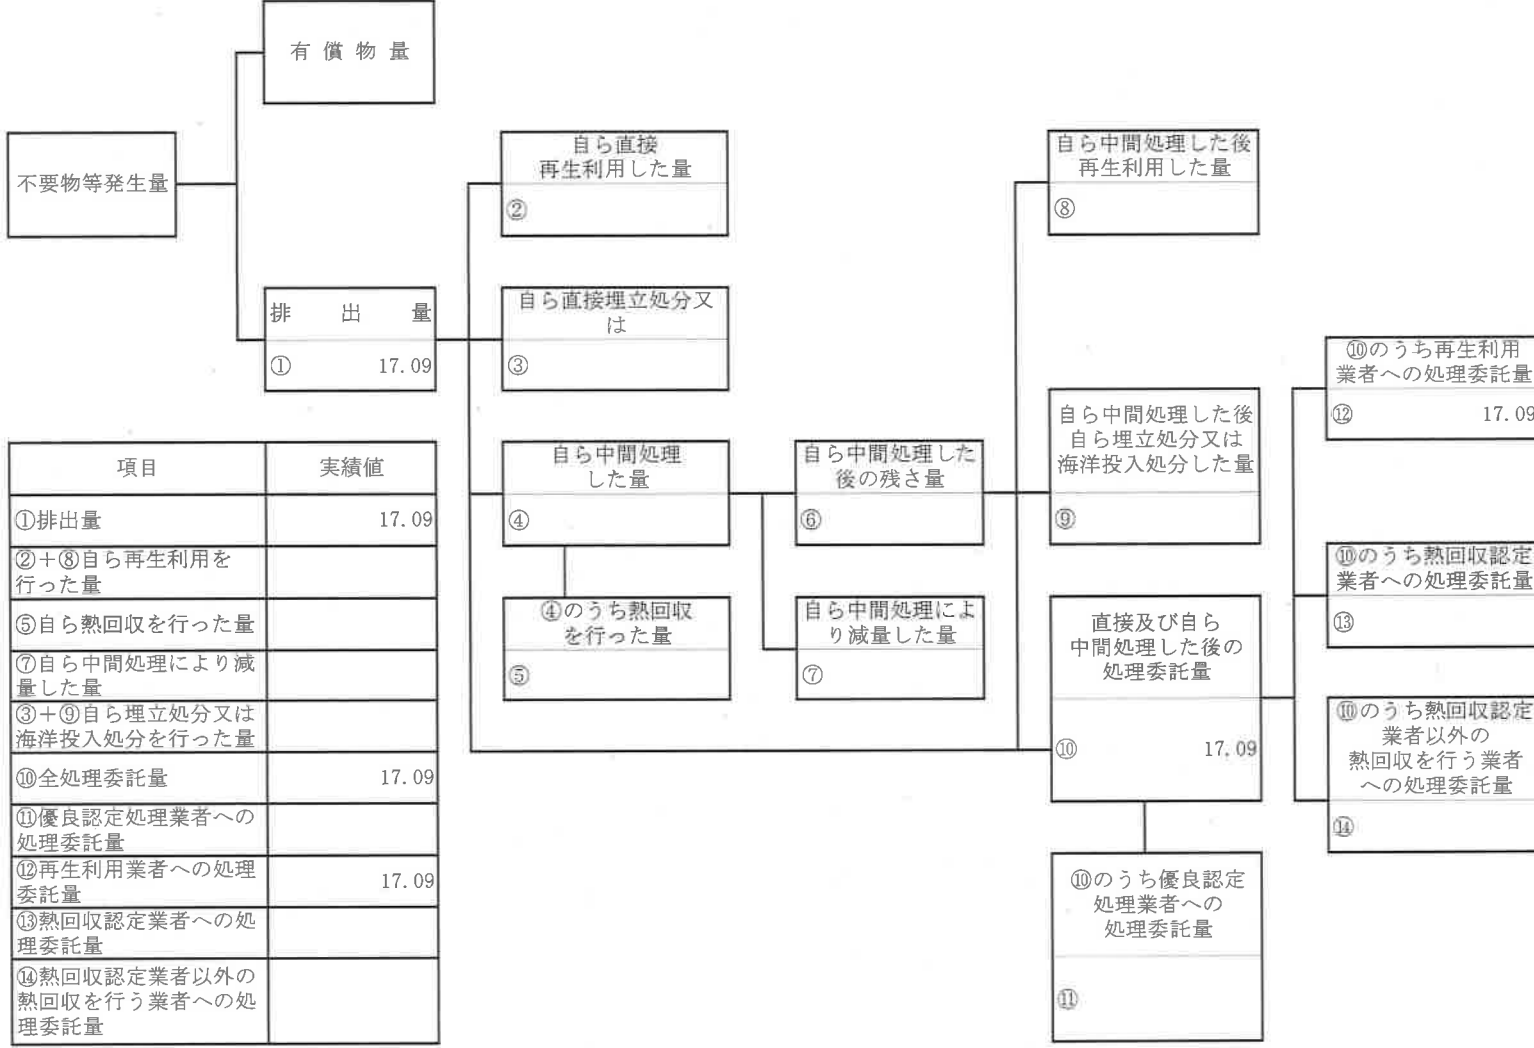 有償物量
不要物等発生量
排出量
① 17.09
自ら直接
再生利用した量
②
自ら直接埋立処分又
は
③
自ら中間処理
した量
④
④のうち熱回収
を行った量
⑤
自ら中間処理した
後の残さ量
⑥
自ら中間処理によ
り減量した量
⑦
自ら中間処理した後
再生利用した量
⑧
自ら中間処理した後
自ら埋立処分又は
海洋投入処分した量
⑨
直接及び自ら
中間処理した後の
処理委託量
⑩ 17.09
⑩のうち優良認定
処理業者への
処理委託量
⑪
⑩のうち再生利用
業者への処理委託量
⑫ 17.09
⑩のうち熱回収認定
業者への処理委託量
⑬
⑩のうち熱回収認定
業者以外の
熱回収を行う業者
への処理委託量
⑭
項目 実績値
①排出量 17.09
②+⑧自ら再生利用を
行った量
⑤自ら熱回収を行った量
⑦自ら中間処理により減
量した量
③+⑨自ら埋立処分又は
海洋投入処分を行った量
⑩全処理委託量 17.09
⑪優良認定処理業者への
処理委託量
⑫再生利用業者への処理
委託量 17.09
⑬熱回収認定業者への処
理委託量
⑭熱回収認定業者以外の
熱回収を行う業者への処
理委託量